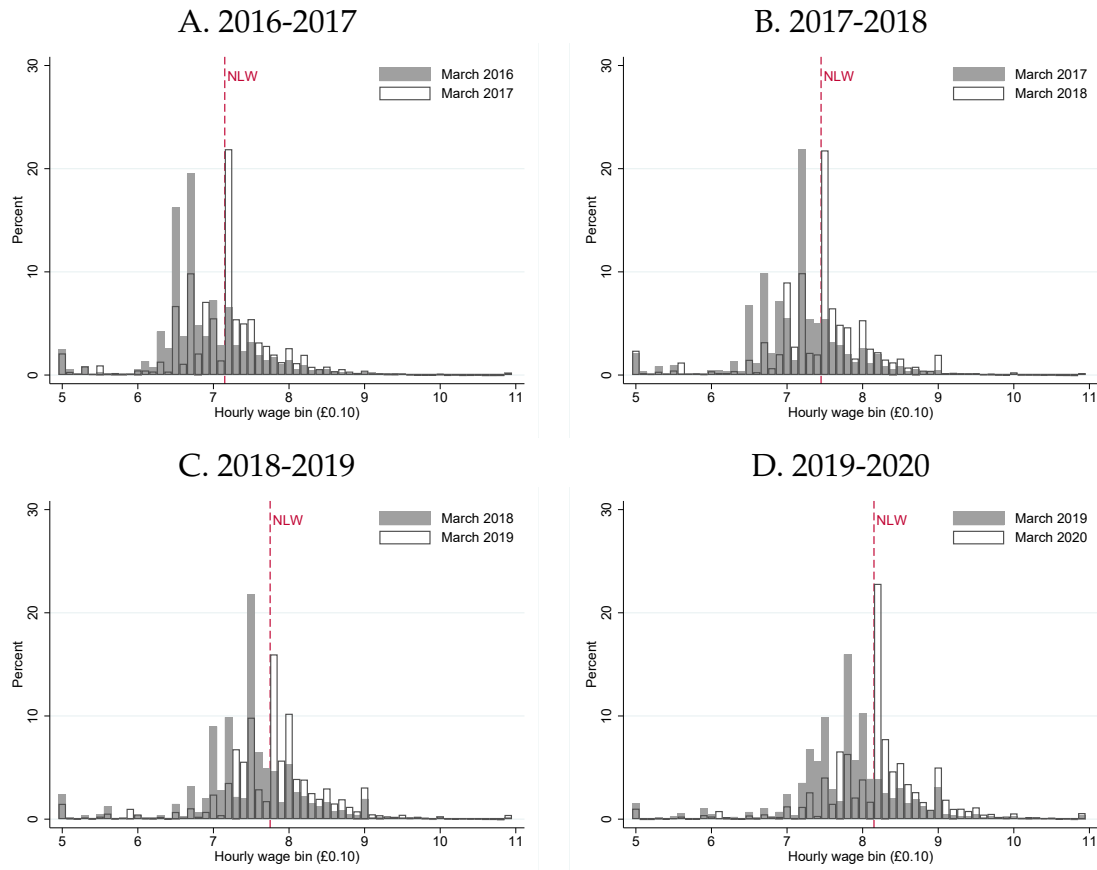 A. 2016-2017
30
20
10
0
Percent
NLW
March 2016
March 2017
5 6 7 8 9 10 11
Hourly wage bin (£0.10)
B. 2017-2018
30
20
10
0
Percent
NLW
March 2017
March 2018
5 6 7 8 9 10 11
Hourly wage bin (£0.10)
C. 2018-2019
30
20
10
0
Percent
NLW
March 2018
March 2019
5 6 7 8 9 10 11
Hourly wage bin (£0.10)
D. 2019-2020
30
20
10
0
Percent
NLW
March 2019
March 2020
5 6 7 8 9 10 11
Hourly wage bin (£0.10)